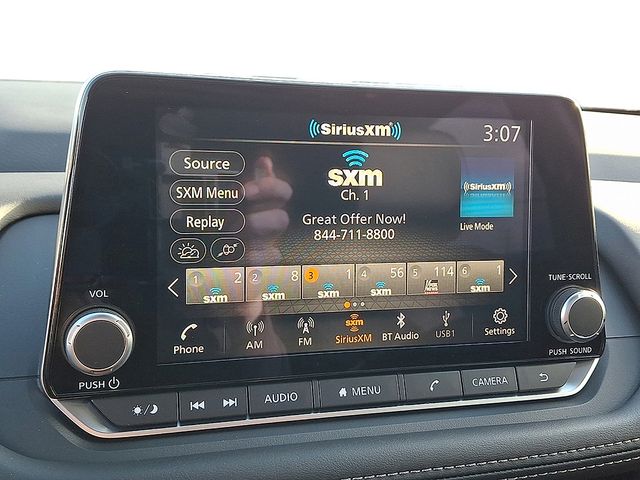 ((SiriusXM))
3:07
Source
SXM Menu
Replay
sxm
Ch. 1
Great Offer Now!
844-711-8800
((SiriusXM))
Live Mode
1 2 sxm
2 8 sxm
3 1 sxm
4 56 sxm
5 114
6 1 sxm
Phone
AM
FM
sxm
SiriusXM
BT Audio
USB1
Settings
VOL
PUSH
TUNE·SCROLL
PUSH SOUND
AUDIO
MENU
CAMERA